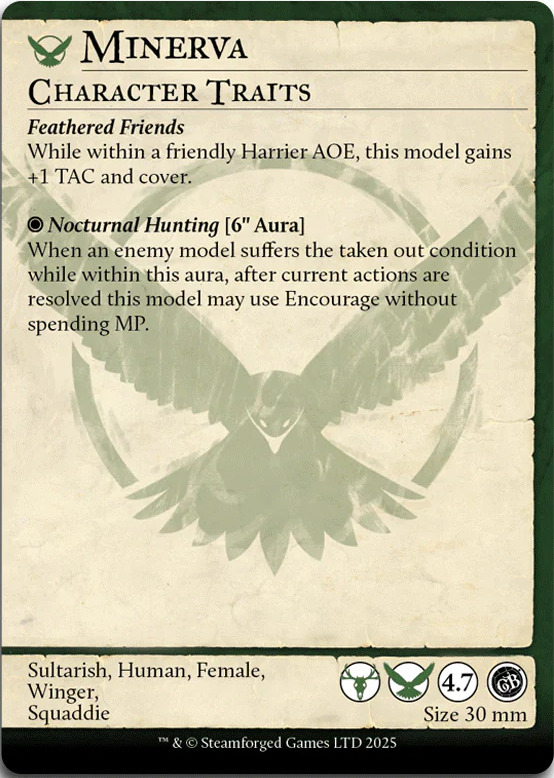 Minerva
Character Traits
Feathered Friends
While within a friendly Harrier AOE, this model gains
+1 TAC and cover.
Nocturnal Hunting [6" Aura]
When an enemy model suffers the taken out condition
while within this aura, after current actions are
resolved this model may use Encourage without
spending MP.
Sultarish, Human, Female,
Winger,
Squaddie
4.7
GB
Size 30 mm
™ & © Steamforged Games LTD 2025